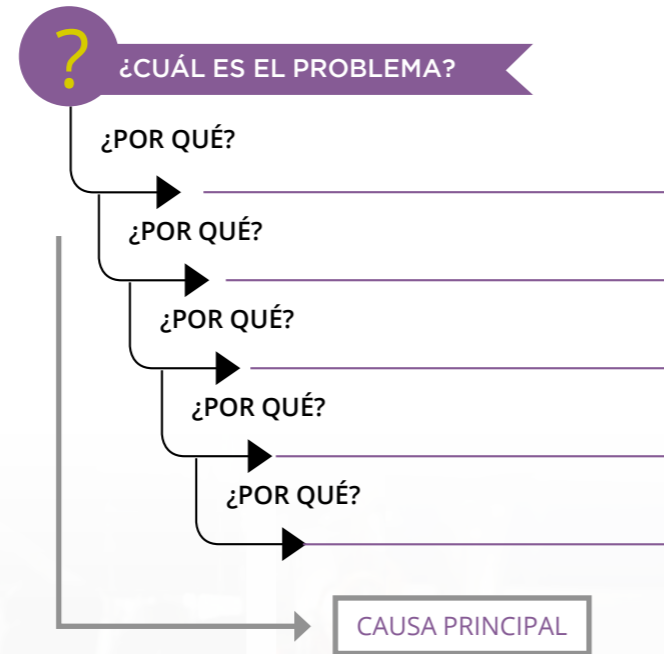 ?
¿CUÁL ES EL PROBLEMA?
¿POR QUÉ?
¿POR QUÉ?
¿POR QUÉ?
¿POR QUÉ?
¿POR QUÉ?
CAUSA PRINCIPAL